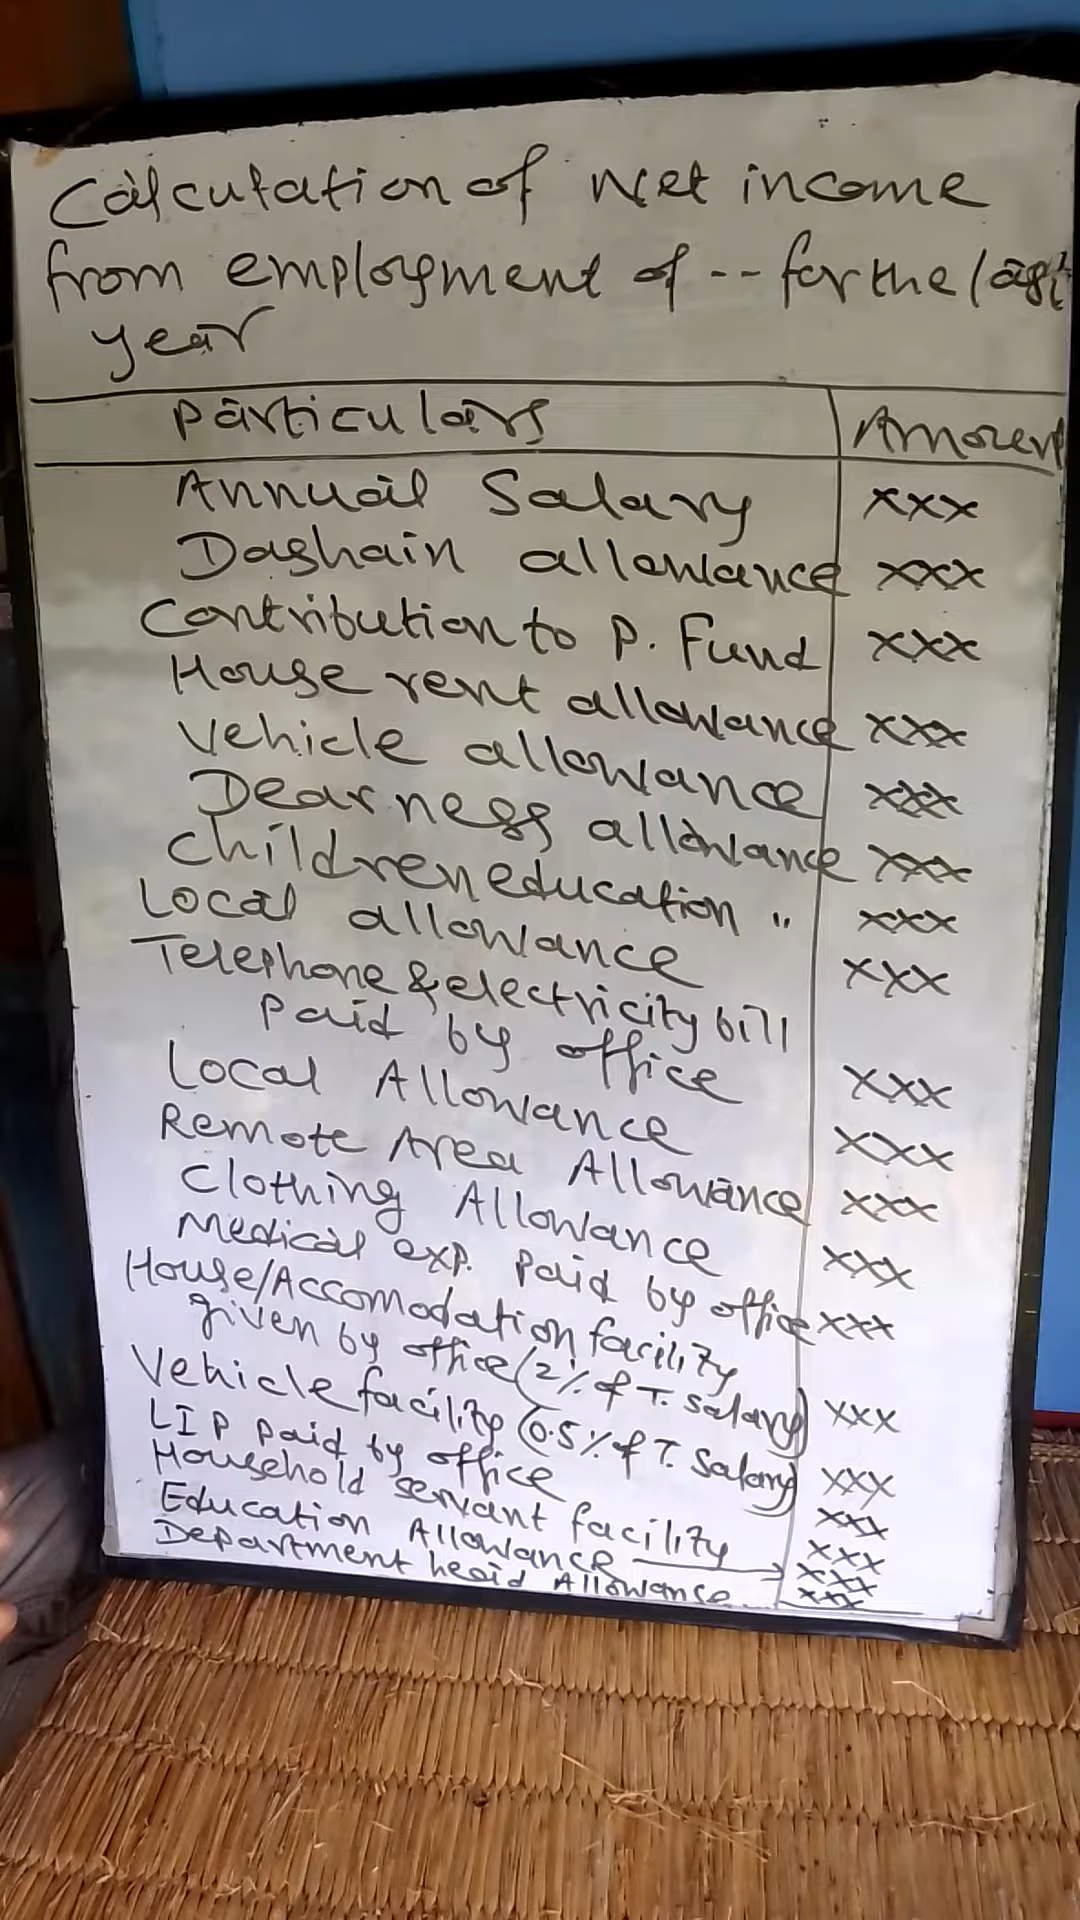 Calculation of Net income
from employment of -- for the last
year
Particulars Amount
Annual Salary xxx
Dashain allowance xxx
Contribution to P. Fund xxx
House rent allowance xxx
Vehicle allowance xxx
Dearness allowance xxx
Children education " xxx
Local allowance xxx
Telephone & electricity bill
Paid by office xxx
Local Allowance xxx
Remote Area Allowance xxx
Clothing Allowance xxx
Medical exp. Paid by office xxx
House/Accomodation facility
given by office (2% of T. Salary) xxx
Vehicle facility (0.5% of T. Salary) xxx
LIP paid by office xxx
Household servant facility xxx
Education Allowance xxx
Department head Allowanse xxx